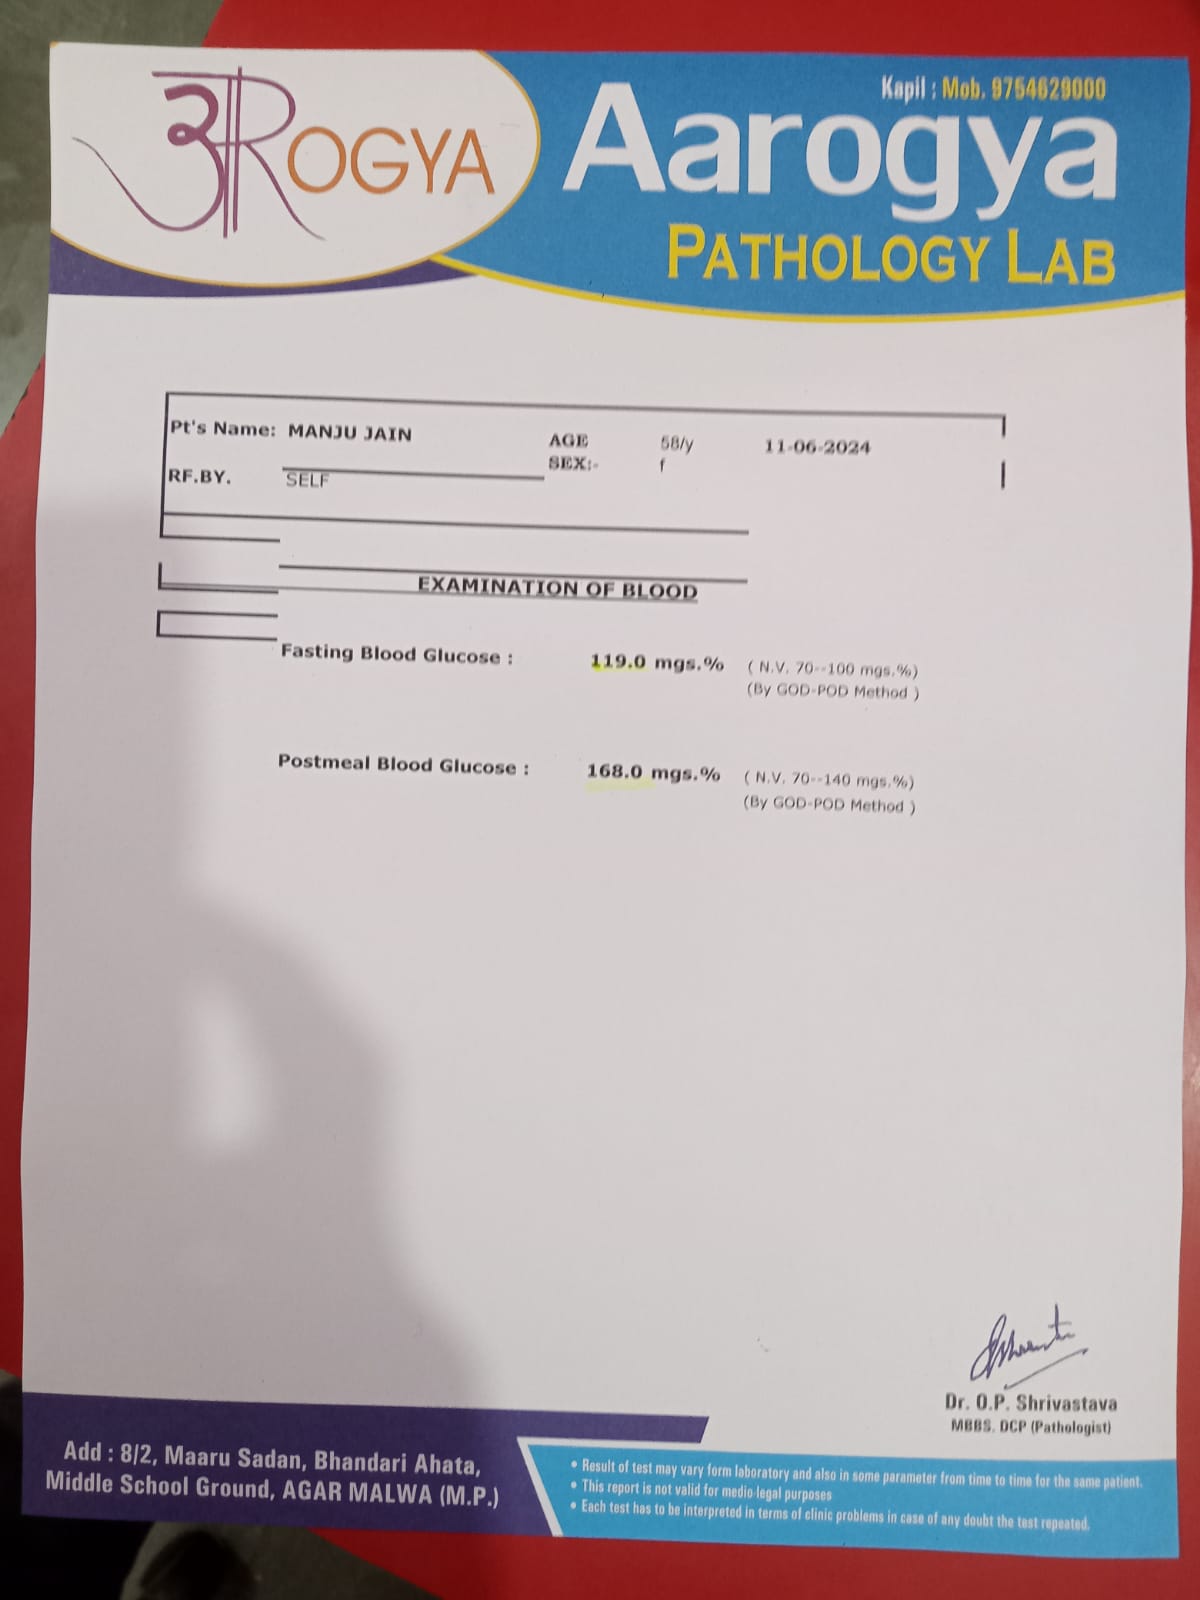 आROGYA
Kapil : Mob. 9754629000
Aarogya
PATHOLOGY LAB
Pt's Name: MANJU JAIN AGE 58/y 11-06-2024
SEX:- f
RF.BY. SELF
EXAMINATION OF BLOOD
Fasting Blood Glucose : 119.0 mgs.% ( N.V. 70--100 mgs.%)
(By GOD-POD Method )
Postmeal Blood Glucose : 168.0 mgs.% ( N.V. 70--140 mgs.%)
(By GOD-POD Method )
Dr. O.P. Shrivastava
MBBS. DCP (Pathologist)
Add : 8/2, Maaru Sadan, Bhandari Ahata,
Middle School Ground, AGAR MALWA (M.P.)
• Result of test may vary form laboratory and also in some parameter from time to time for the same patient.
• This report is not valid for medio legal purposes
• Each test has to be interpreted in terms of clinic problems in case of any doubt the test repeated.